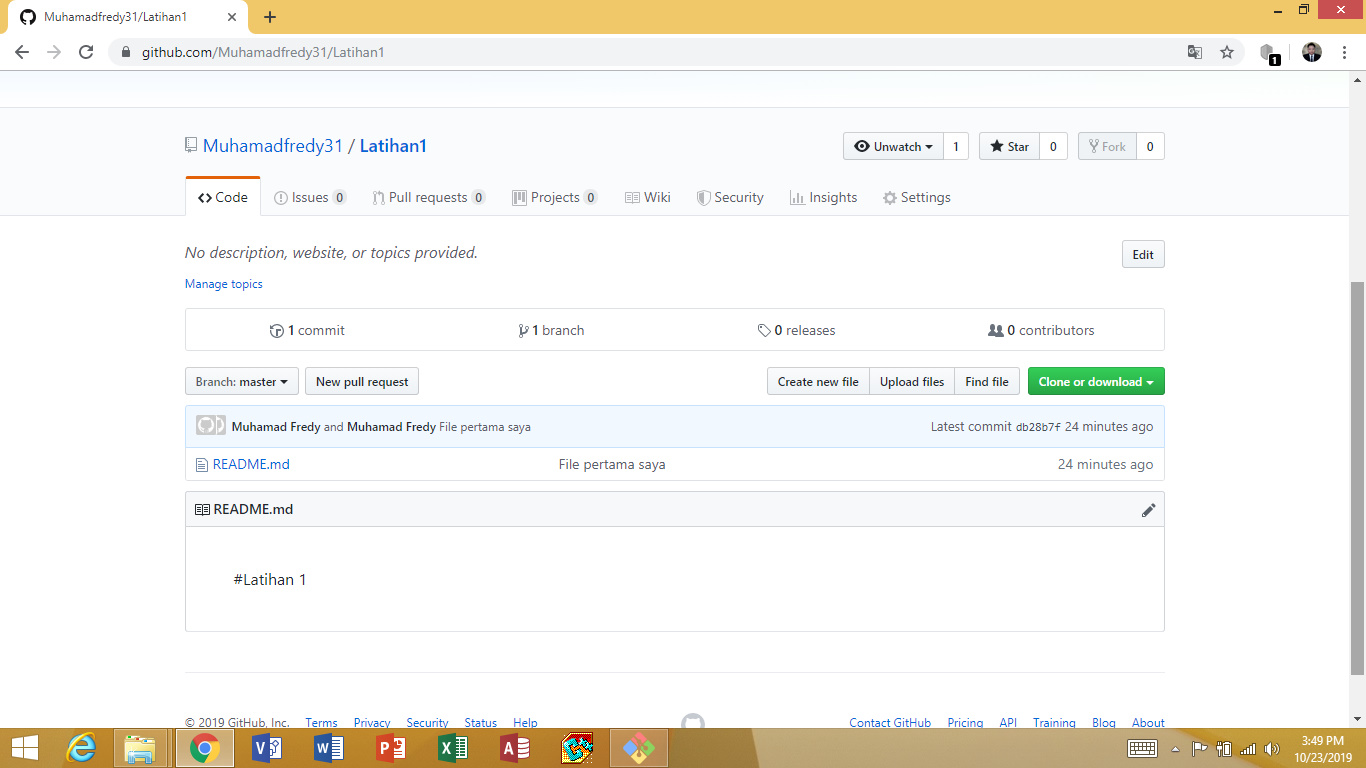 Muhamadfredy31/Latihan1
github.com/Muhamadfredy31/Latihan1
1
Muhamadfredy31 / Latihan1
Unwatch 1 Star 0 Fork 0
Code Issues 0 Pull requests 0 Projects 0 Wiki Security Insights Settings
No description, website, or topics provided. Edit
Manage topics
1 commit 1 branch 0 releases 0 contributors
Branch: master New pull request Create new file Upload files Find file Clone or download
Muhamad Fredy and Muhamad Fredy File pertama saya Latest commit db28b7f 24 minutes ago
README.md File pertama saya 24 minutes ago
README.md
#Latihan 1
© 2019 GitHub, Inc. Terms Privacy Security Status Help Contact GitHub Pricing API Training Blog About
3:49 PM
10/23/2019